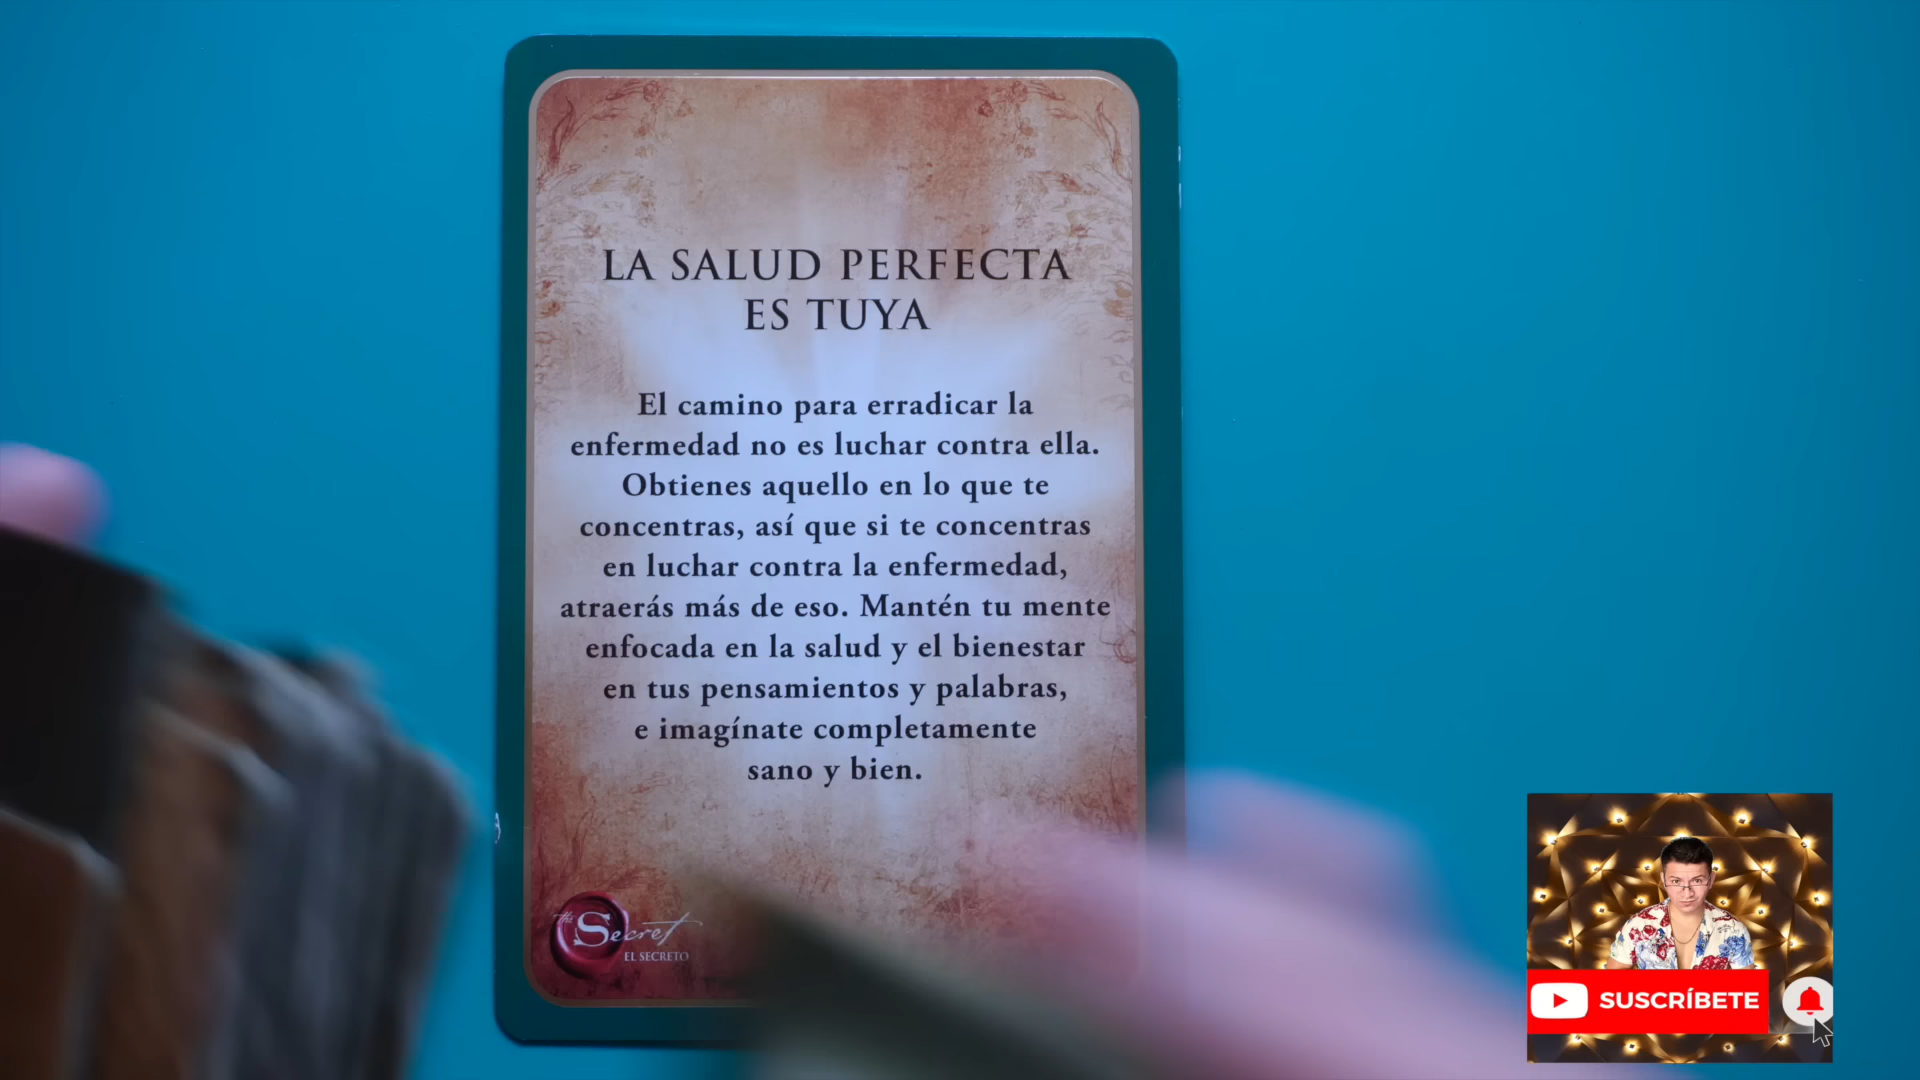 LA SALUD PERFECTA
ES TUYA
El camino para erradicar la
enfermedad no es luchar contra ella.
Obtienes aquello en lo que te
concentras, así que si te concentras
en luchar contra la enfermedad,
atraerás más de eso. Mantén tu mente
enfocada en la salud y el bienestar
en tus pensamientos y palabras,
e imagínate completamente
sano y bien.
the Secret
EL SECRETO
SUSCRÍBETE